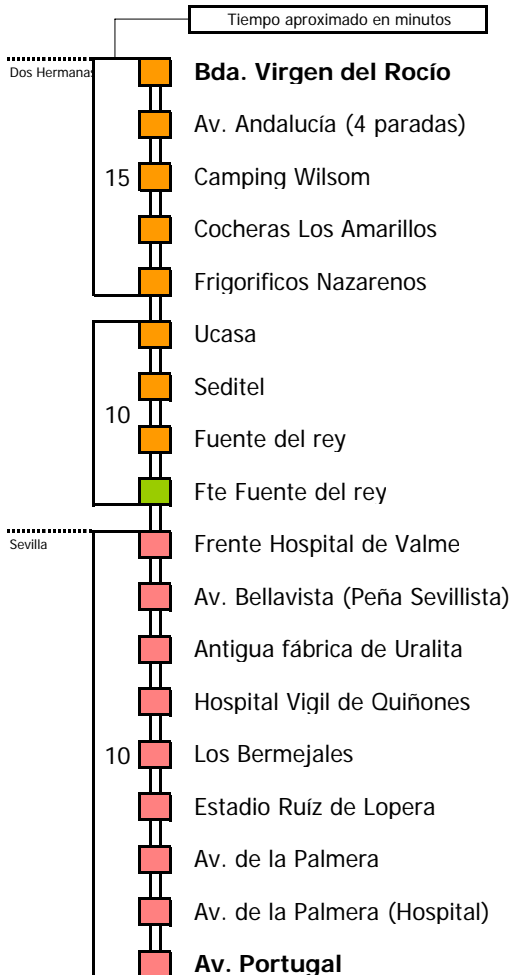 Tiempo aproximado en minutos
Dos Hermanas
Bda. Virgen del Rocío
Av. Andalucía (4 paradas)
15
Camping Wilsom
Cocheras Los Amarillos
Frigorificos Nazarenos
Ucasa
Seditel
10
Fuente del rey
Fte Fuente del rey
Sevilla
Frente Hospital de Valme
Av. Bellavista (Peña Sevillista)
Antigua fábrica de Uralita
Hospital Vigil de Quiñones
10
Los Bermejales
Estadio Ruíz de Lopera
Av. de la Palmera
Av. de la Palmera (Hospital)
Av. Portugal